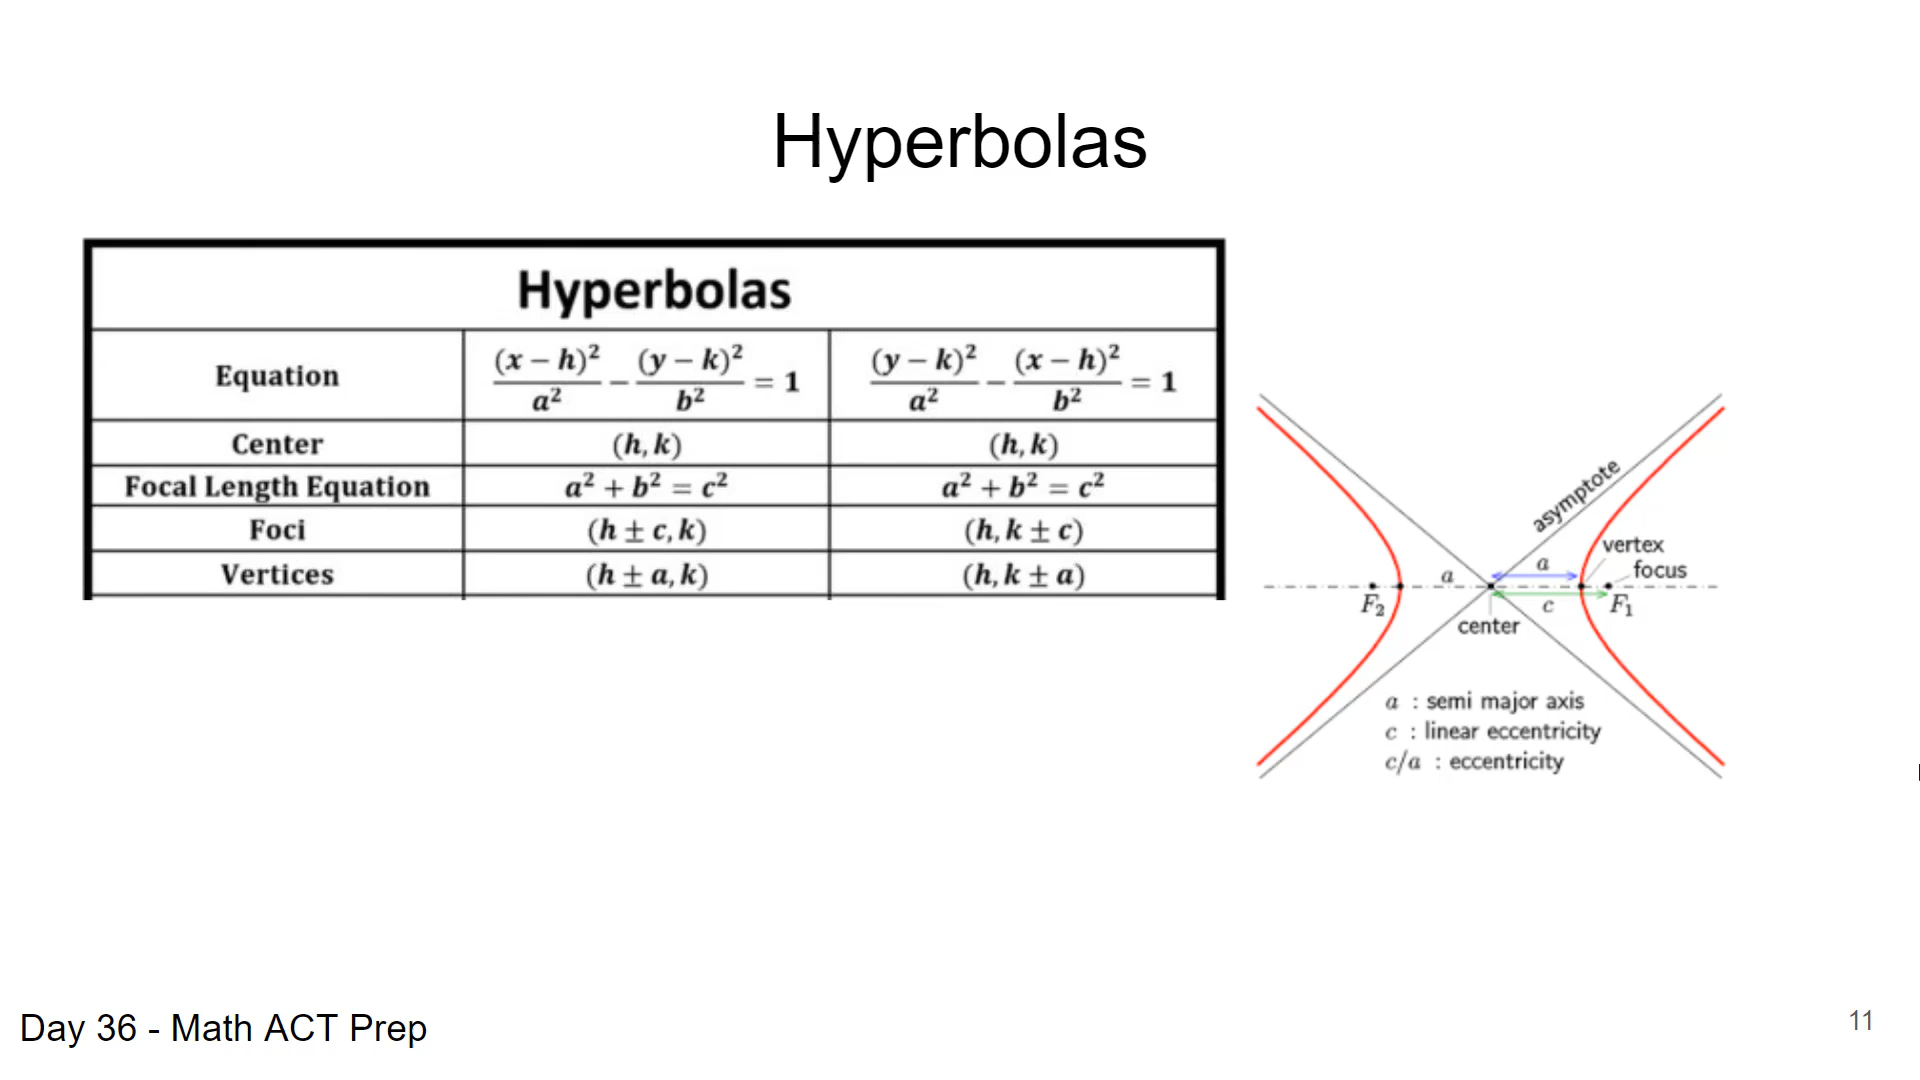 Hyperbolas
Hyperbolas
Equation (x − h)²/a² − (y − k)²/b² = 1 (y − k)²/a² − (x − h)²/b² = 1
Center (h, k) (h, k)
Focal Length Equation a² + b² = c² a² + b² = c²
Foci (h ± c, k) (h, k ± c)
Vertices (h ± a, k) (h, k ± a)
asymptote
vertex
a a focus
F₂ c F₁
center
a : semi major axis
c : linear eccentricity
c/a : eccentricity
Day 36 - Math ACT Prep
11